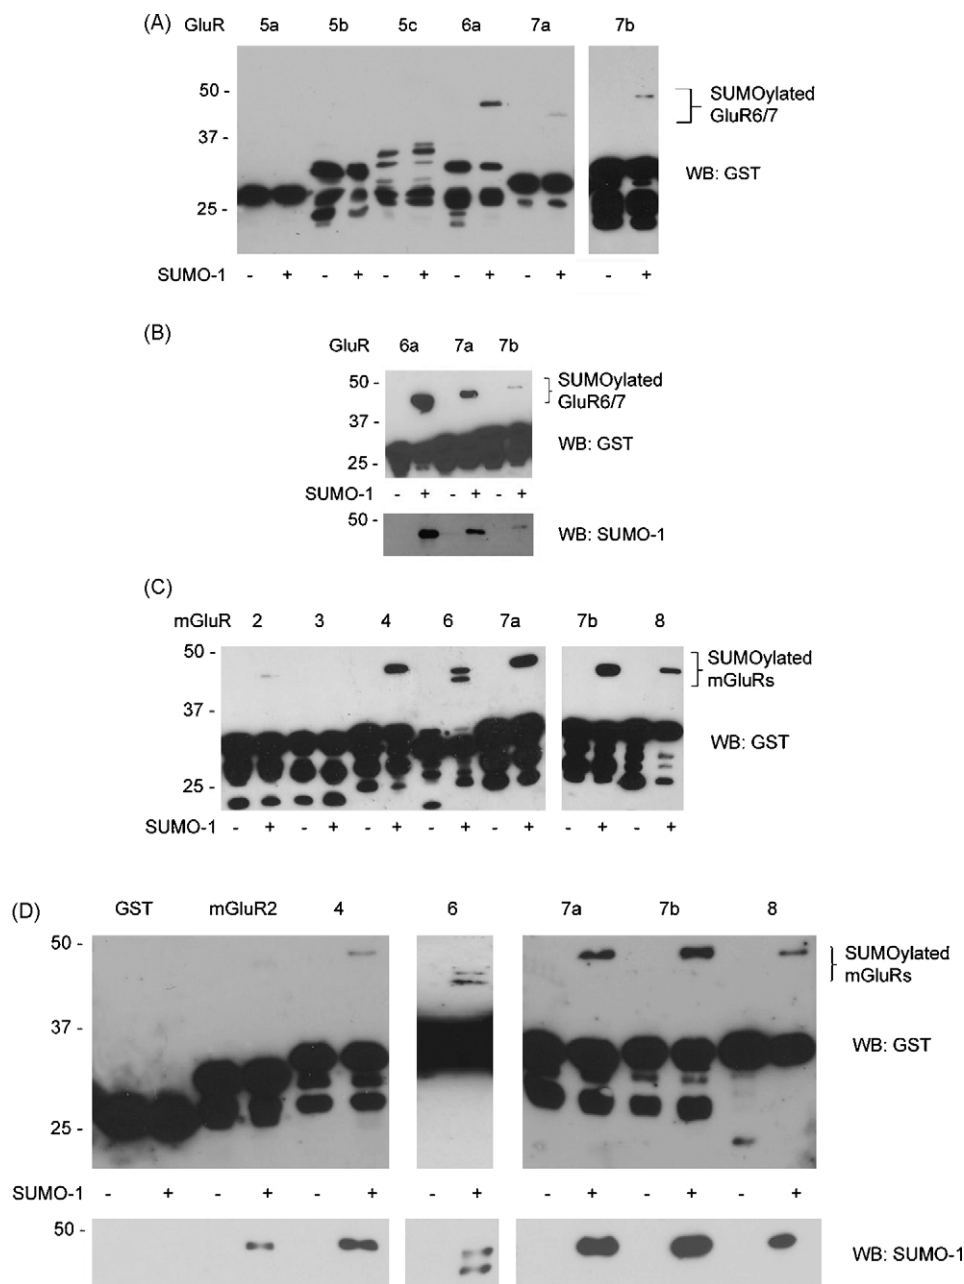 (A) GluR 5a 5b 5c 6a 7a 7b
50 -
SUMOylated
GluR6/7
37 -
WB: GST
25 -
SUMO-1 - + - + - + - + - + - +
(B)
GluR 6a 7a 7b
50 -
SUMOylated
GluR6/7
37 -
WB: GST
25 -
SUMO-1 - + - + - +
50 -
WB: SUMO-1
(C)
mGluR 2 3 4 6 7a 7b 8
50 -
SUMOylated
mGluRs
37 -
WB: GST
25 -
SUMO-1 - + - + - + - + - + - + - +
(D) GST mGluR2 4 6 7a 7b 8
50 -
SUMOylated
mGluRs
37 -
WB: GST
25 -
SUMO-1 - + - + - + - + - + - + - +
50 -
WB: SUMO-1